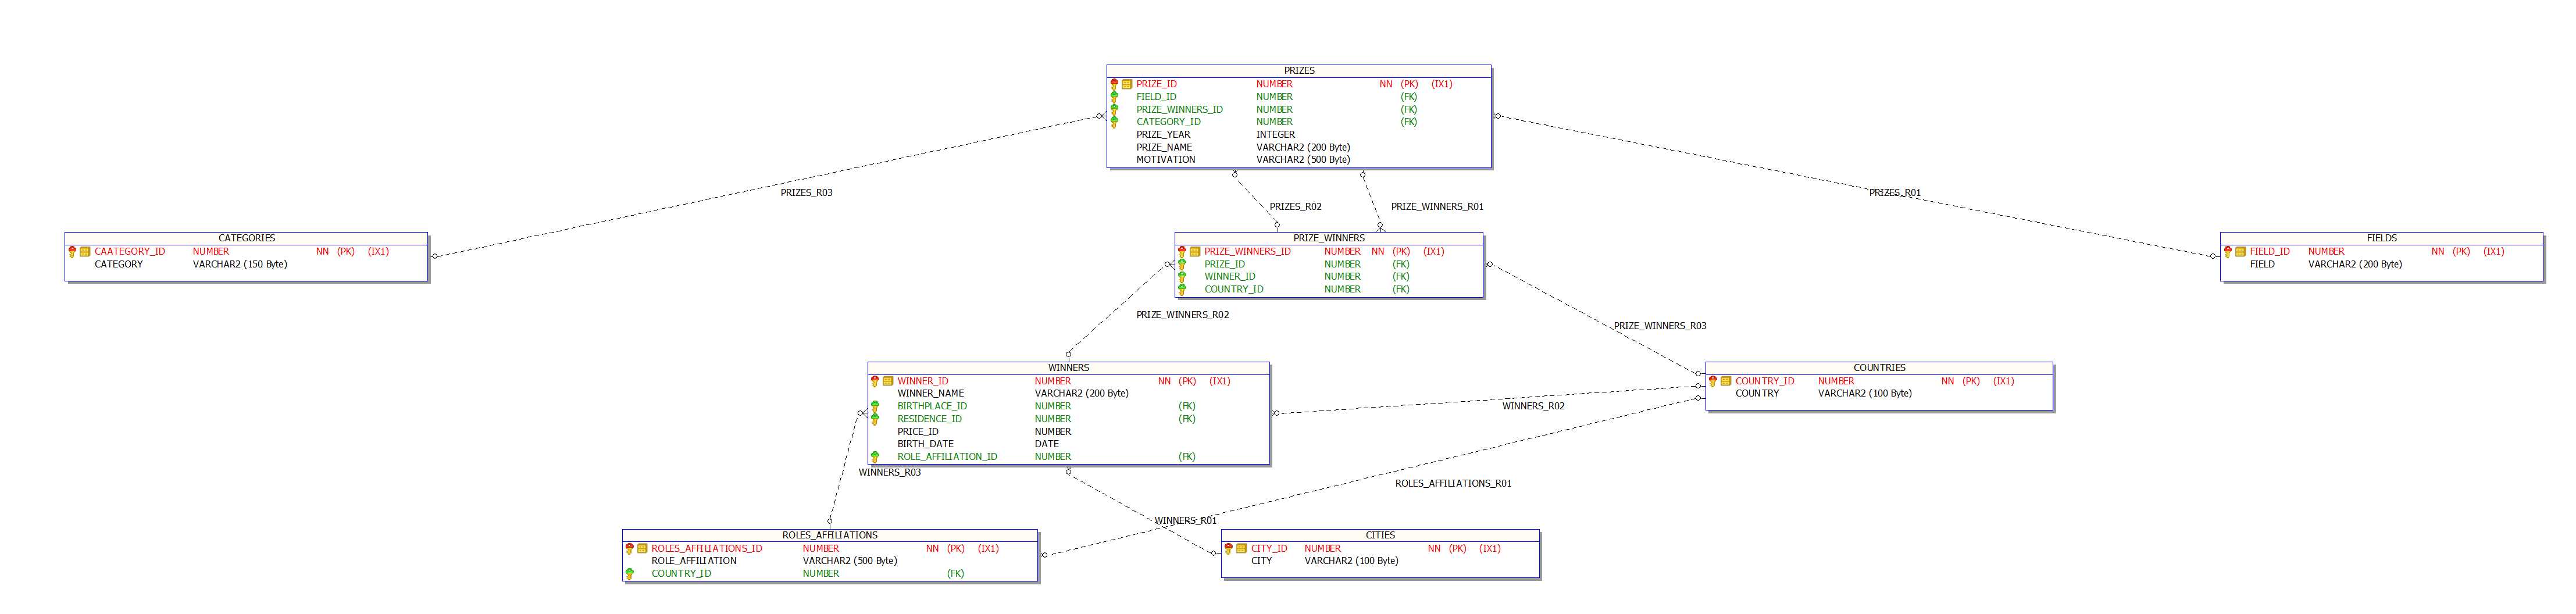 PRIZES
PRIZE_ID NUMBER NN (PK) (IX1)
FIELD_ID NUMBER (FK)
PRIZE_WINNERS_ID NUMBER (FK)
CATEGORY_ID NUMBER (FK)
PRIZE_YEAR INTEGER
PRIZE_NAME VARCHAR2 (200 Byte)
MOTIVATION VARCHAR2 (500 Byte)
PRIZES_R03
PRIZES_R01
PRIZES_R02
PRIZE_WINNERS_R01
CATEGORIES
CAATEGORY_ID NUMBER NN (PK) (IX1)
CATEGORY VARCHAR2 (150 Byte)
PRIZE_WINNERS
PRIZE_WINNERS_ID NUMBER NN (PK) (IX1)
PRIZE_ID NUMBER (FK)
WINNER_ID NUMBER (FK)
COUNTRY_ID NUMBER (FK)
FIELDS
FIELD_ID NUMBER NN (PK) (IX1)
FIELD VARCHAR2 (200 Byte)
PRIZE_WINNERS_R02
PRIZE_WINNERS_R03
WINNERS
WINNER_ID NUMBER NN (PK) (IX1)
WINNER_NAME VARCHAR2 (200 Byte)
BIRTHPLACE_ID NUMBER (FK)
RESIDENCE_ID NUMBER (FK)
PRICE_ID NUMBER
BIRTH_DATE DATE
ROLE_AFFILIATION_ID NUMBER (FK)
COUNTRIES
COUNTRY_ID NUMBER NN (PK) (IX1)
COUNTRY VARCHAR2 (100 Byte)
WINNERS_R02
WINNERS_R03
ROLES_AFFILIATIONS_R01
WINNERS_R01
ROLES_AFFILIATIONS
ROLES_AFFILIATIONS_ID NUMBER NN (PK) (IX1)
ROLE_AFFILIATION VARCHAR2 (500 Byte)
COUNTRY_ID NUMBER (FK)
CITIES
CITY_ID NUMBER NN (PK) (IX1)
CITY VARCHAR2 (100 Byte)